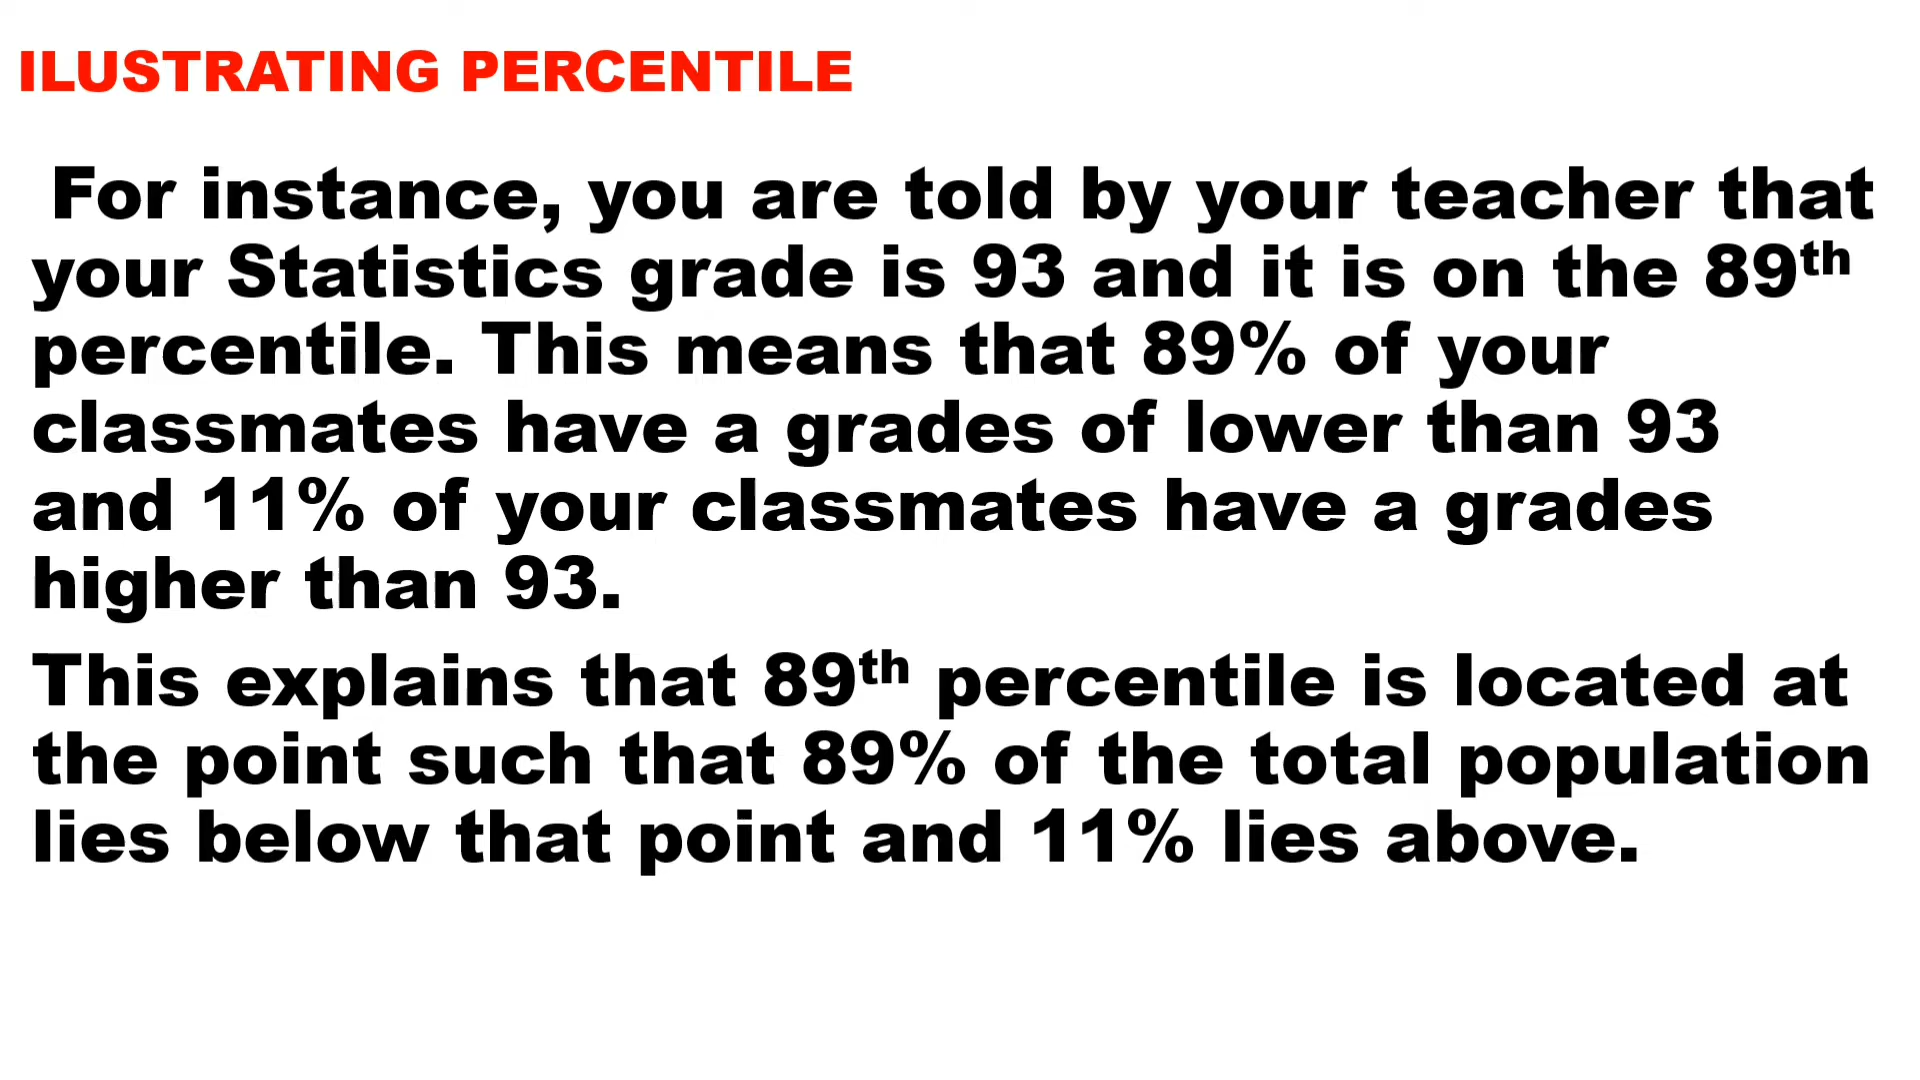 ILUSTRATING PERCENTILE
For instance, you are told by your teacher that
your Statistics grade is 93 and it is on the 89th
percentile. This means that 89% of your
classmates have a grades of lower than 93
and 11% of your classmates have a grades
higher than 93.
This explains that 89th percentile is located at
the point such that 89% of the total population
lies below that point and 11% lies above.